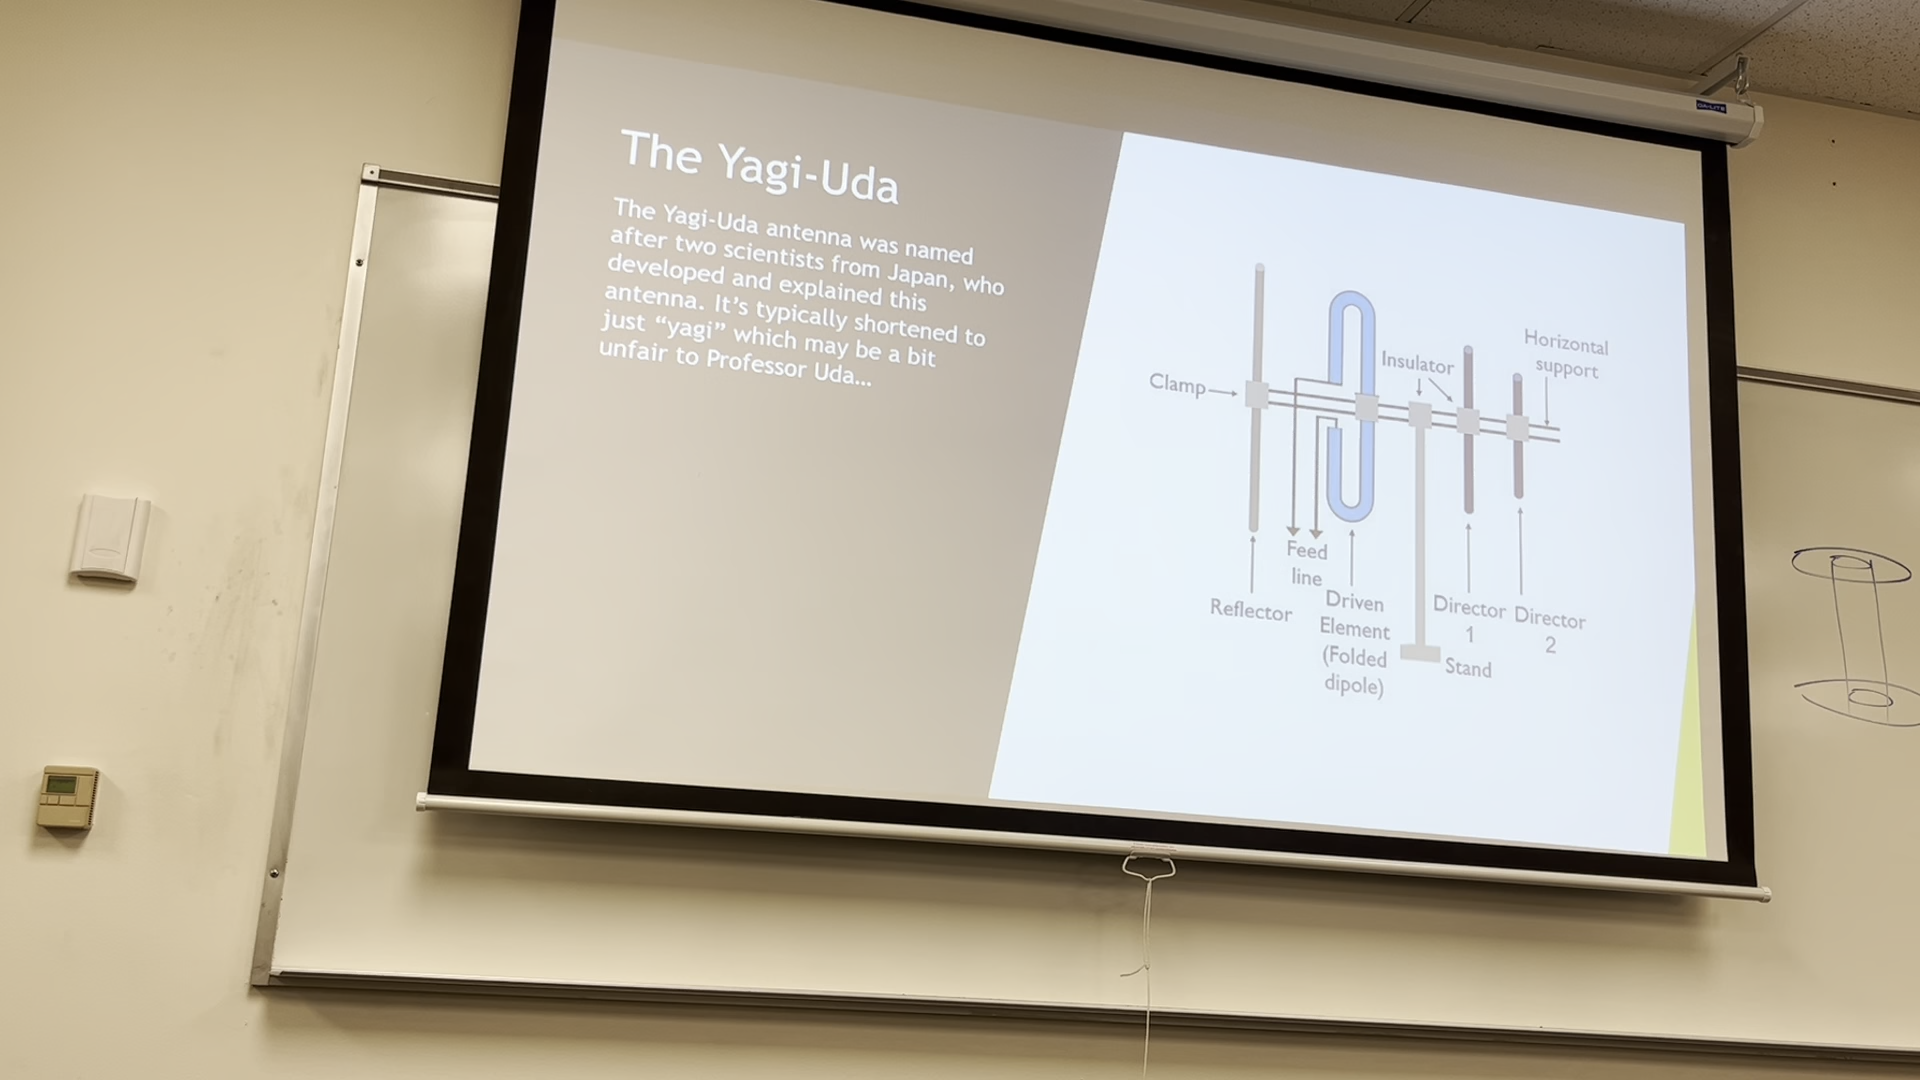 The Yagi-Uda
The Yagi-Uda antenna was named
after two scientists from Japan, who
developed and explained this
antenna. It’s typically shortened to
just “yagi” which may be a bit
unfair to Professor Uda...
Clamp
Insulator
Horizontal
support
Feed
line
Reflector
Driven
Element
(Folded
dipole)
Director
1
Director
2
Stand
DA-LITE